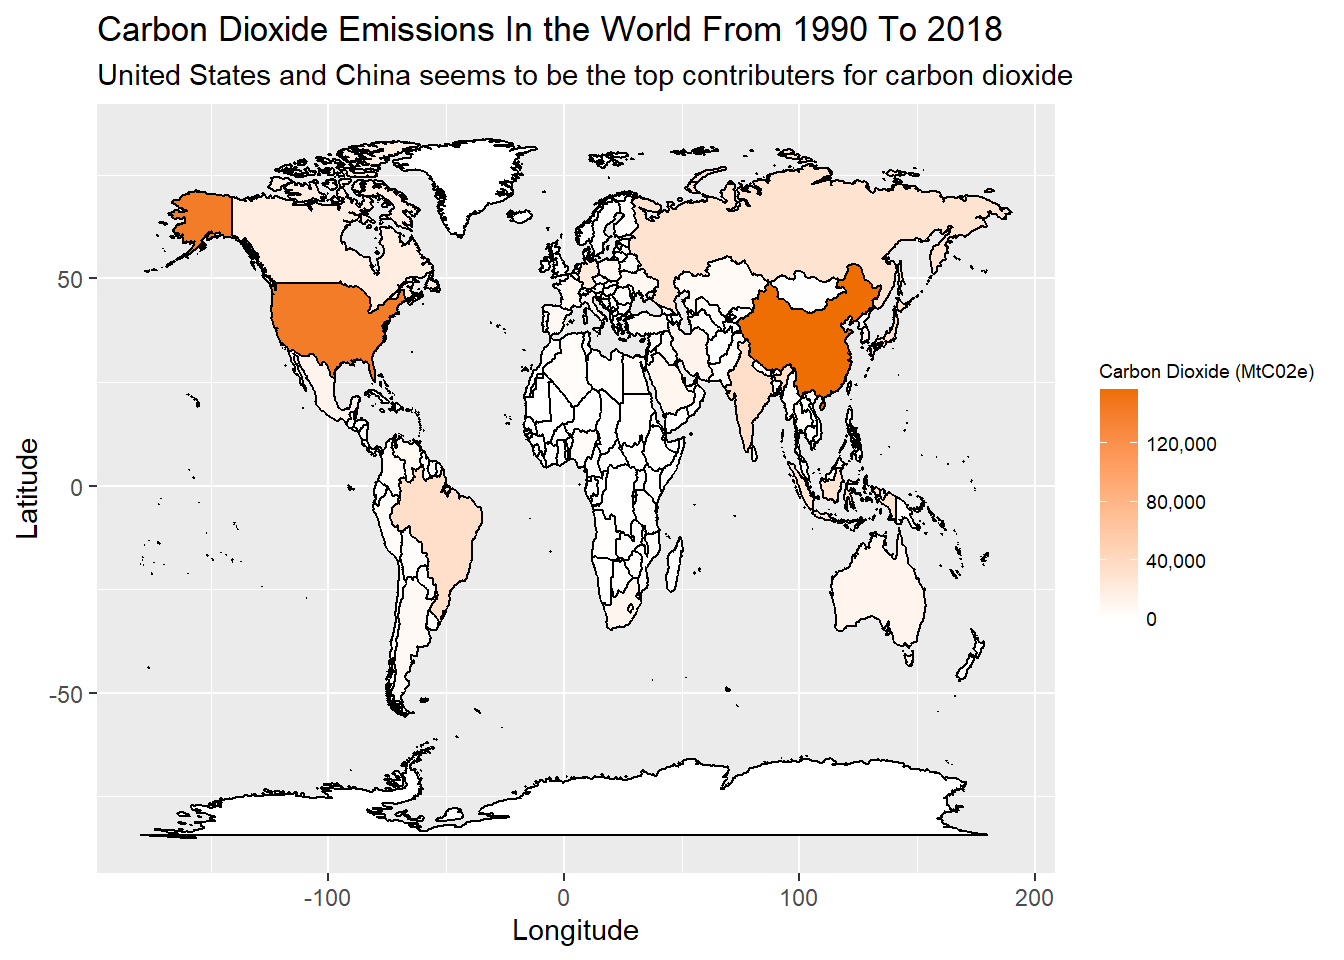 Carbon Dioxide Emissions In the World From 1990 To 2018
United States and China seems to be the top contributers for carbon dioxide
Latitude
50
0
-50
-100
0
100
200
Longitude
Carbon Dioxide (MtC02e)
120,000
80,000
40,000
0